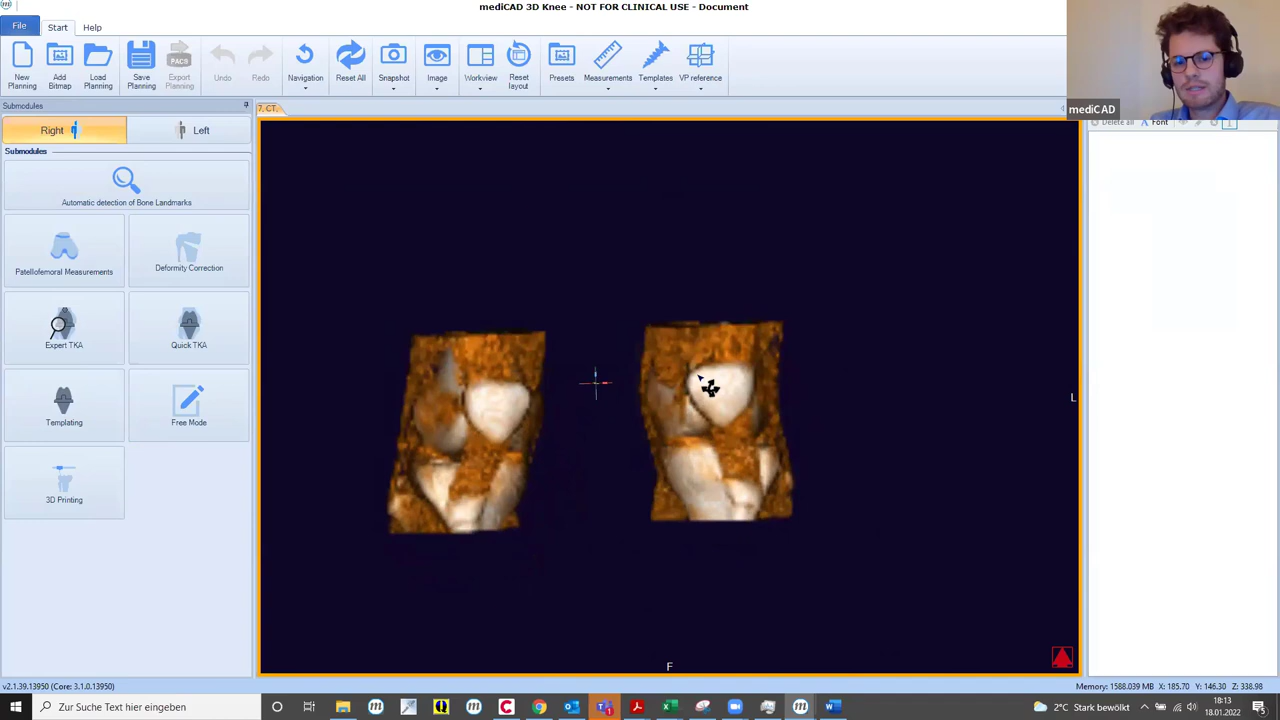 mediCAD 3D Knee - NOT FOR CLINICAL USE - Document
File
Start
Help
New Planning
Add Bitmap
Load Planning
Save Planning
PACS
Export Planning
Undo
Redo
Navigation
Reset All
Snapshot
Image
Workview
Reset layout
Presets
Measurements
Templates
VP reference
mediCAD
Submodules
7. CT.
Delete all
A Font
Right
Left
Submodules
Automatic detection of Bone Landmarks
Patellofemoral Measurements
Deformity Correction
Expert TKA
Quick TKA
Templating
Free Mode
3D Printing
L
F
v2.1.39.13950 (Core: 3.1.0.13950)
Memory: 1588.039 MB X: 185.70 Y: 146.30 Z: 338.98
Zur Suche Text hier eingeben
2°C Stark bewölkt
18:13
18.01.2022